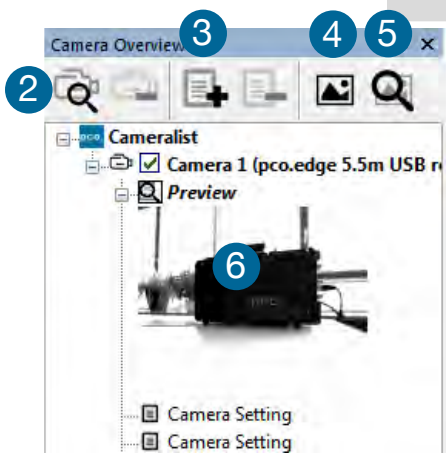 3
4
5
Camera Overview
2
pco.
Cameralist
Camera 1 (pco.edge 5.5m USB r
Preview
6
Camera Setting
Camera Setting